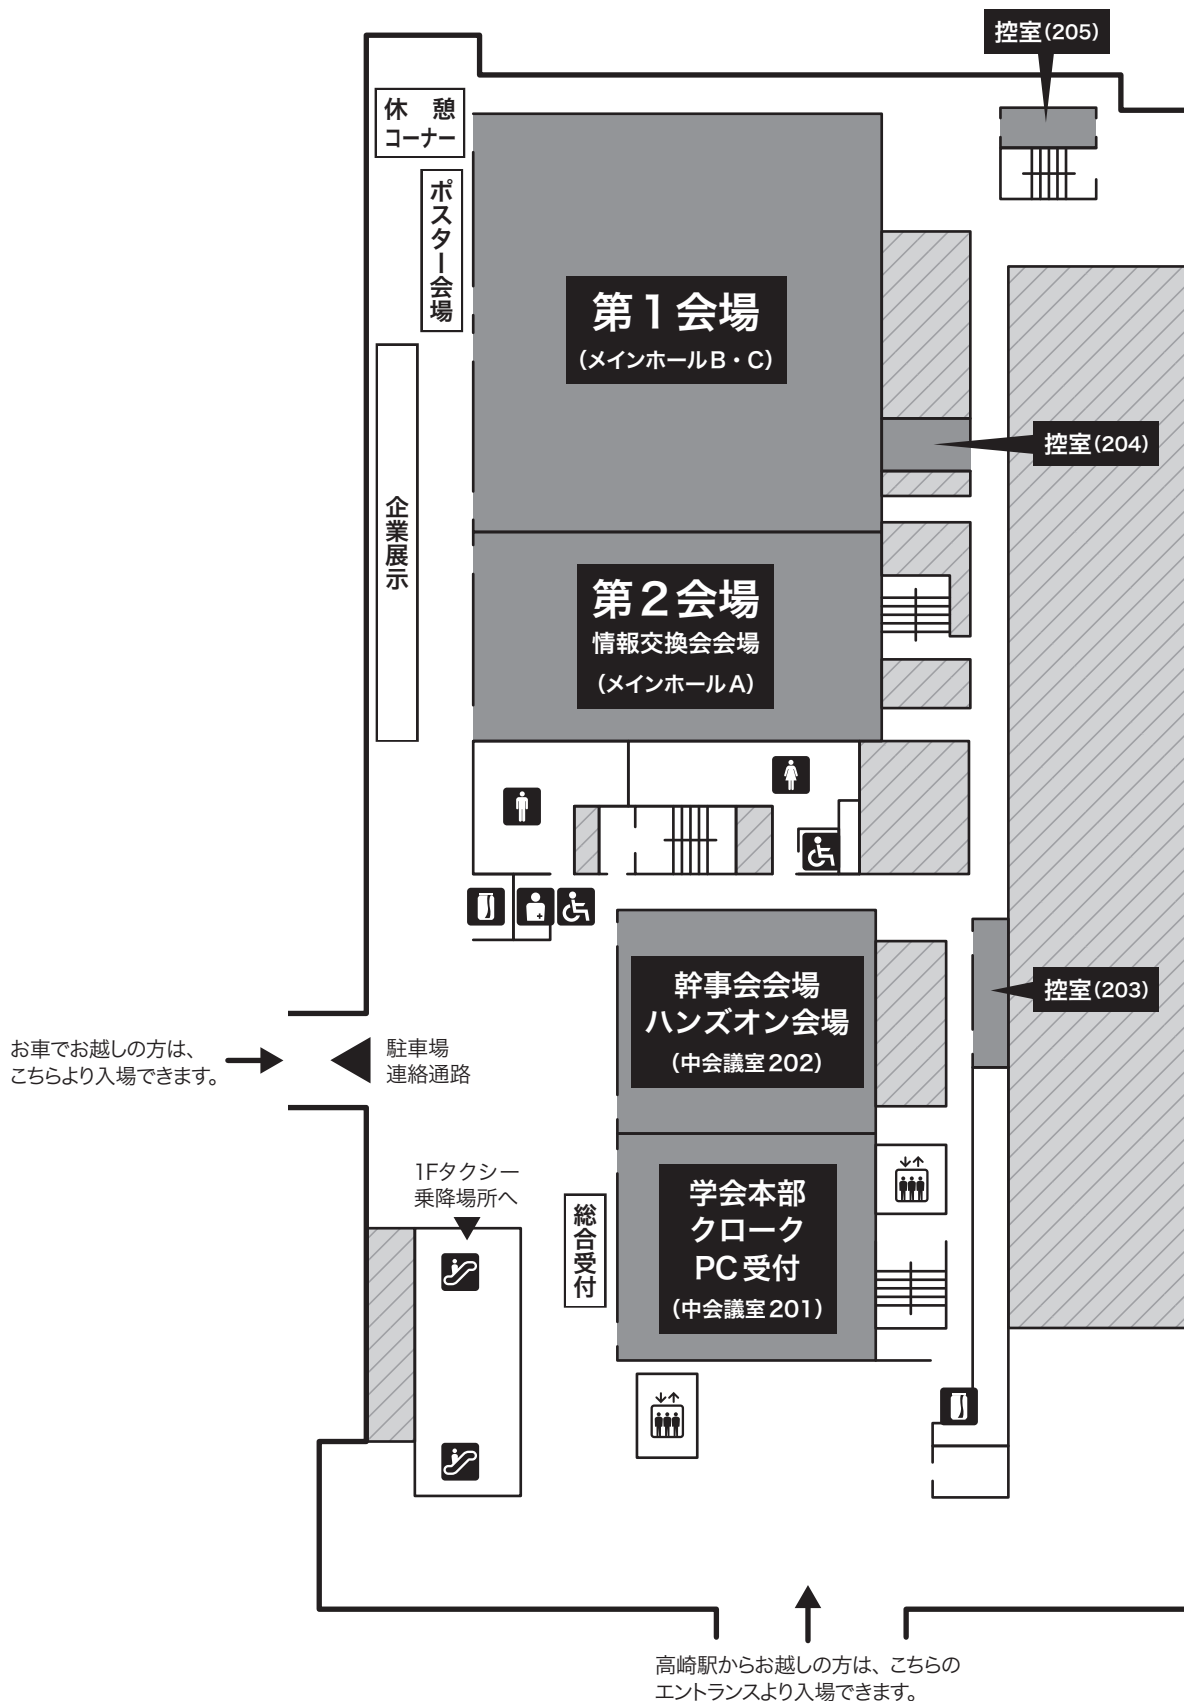 控室(205)
休　憩
コーナー
ポスター会場
第1会場
(メインホールB・C)
控室(204)
企業展示
第2会場
情報交換会会場
(メインホールA)
幹事会会場
ハンズオン会場
(中会議室202)
控室(203)
お車でお越しの方は、
こちらより入場できます。
駐車場
連絡通路
1Fタクシー
乗降場所へ
総合受付
学会本部
クローク
PC受付
(中会議室201)
高崎駅からお越しの方は、こちらの
エントランスより入場できます。